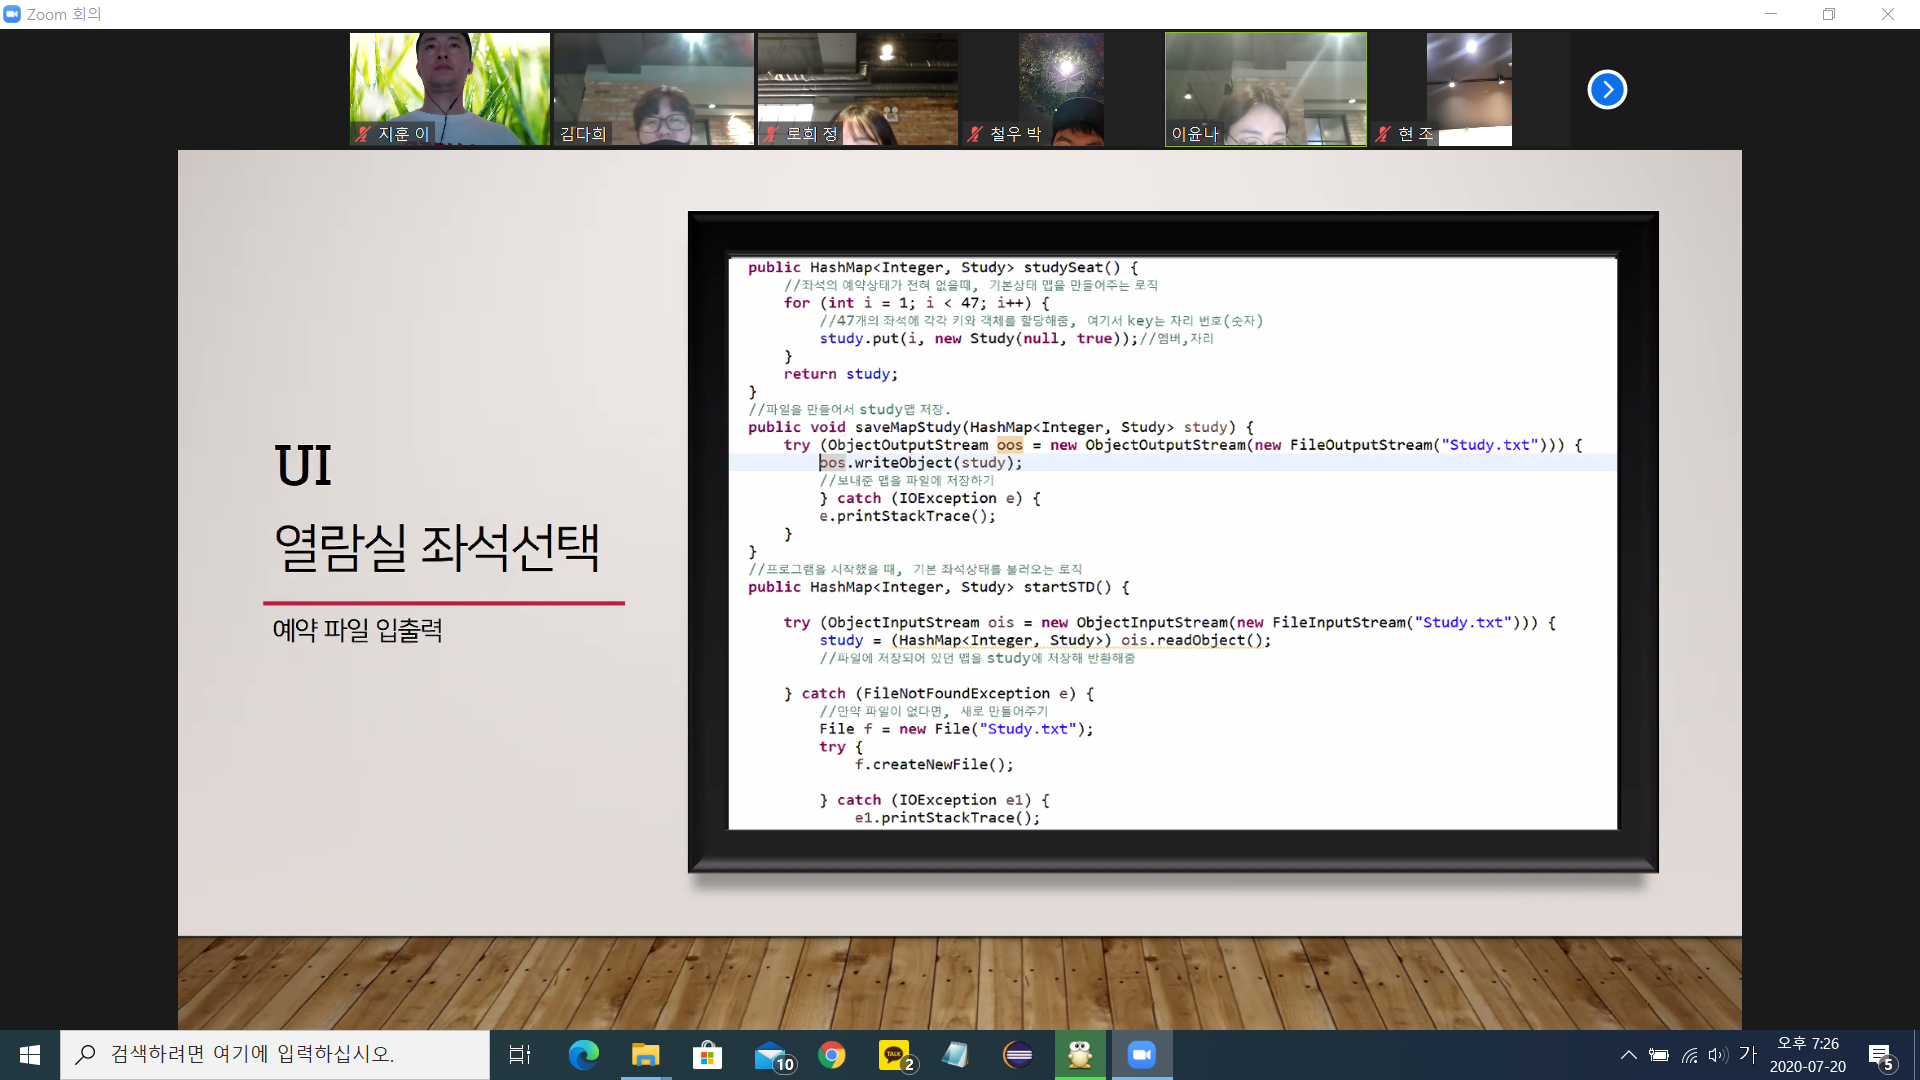 Zoom 회의
지훈 이
김다희
로희 정
철우 박
이윤나
현 조
UI
열람실 좌석선택
예약 파일 입출력
public HashMap<Integer, Study> studySeat() {
//좌석의 예약상태가 전혀 없을때, 기본상태 맵을 만들어주는 로직
for (int i = 1; i < 47; i++) {
//47개의 좌석에 각각 키와 객체를 할당해줌, 여기서 key는 자리 번호(숫자)
study.put(i, new Study(null, true));//멤버,자리
}
return study;
}
//파일을 만들어서 study맵 저장.
public void saveMapStudy(HashMap<Integer, Study> study) {
try (ObjectOutputStream oos = new ObjectOutputStream(new FileOutputStream("Study.txt"))) {
oos.writeObject(study);
//보내준 맵을 파일에 저장하기
} catch (IOException e) {
e.printStackTrace();
}
}
//프로그램을 시작했을 때, 기본 좌석상태를 불러오는 로직
public HashMap<Integer, Study> startSTD() {
try (ObjectInputStream ois = new ObjectInputStream(new FileInputStream("Study.txt"))) {
study = (HashMap<Integer, Study>) ois.readObject();
//파일에 저장되어 있던 맵을 study에 저장해 반환해줌
} catch (FileNotFoundException e) {
//만약 파일이 없다면, 새로 만들어주기
File f = new File("Study.txt");
try {
f.createNewFile();
} catch (IOException e1) {
e1.printStackTrace();
검색하려면 여기에 입력하십시오.
10
TALK
2
가
오후 7:26
2020-07-20
5